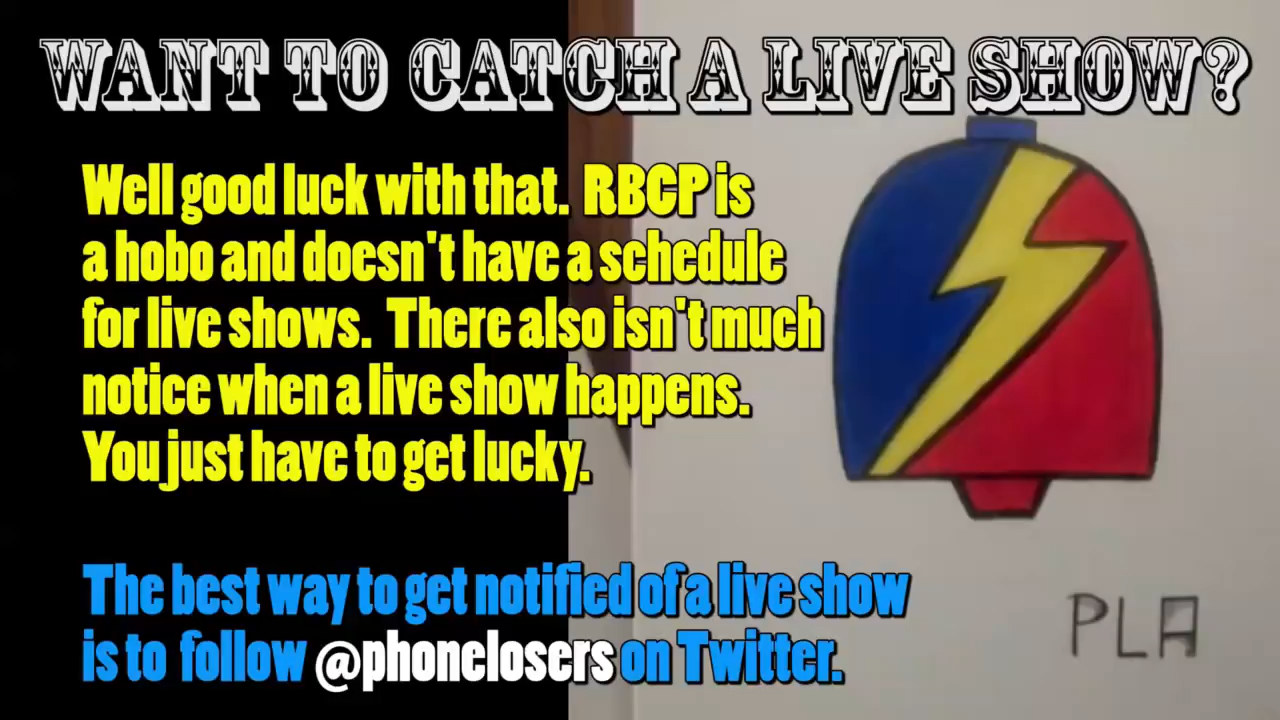 WANT TO CATCH A LIVE SHOW?
Well good luck with that. RBCP is
a hobo and doesn't have a schedule
for live shows. There also isn't much
notice when a live show happens.
You just have to get lucky.
The best way to get notified of a live show
is to follow @phonelosers on Twitter.
PLA